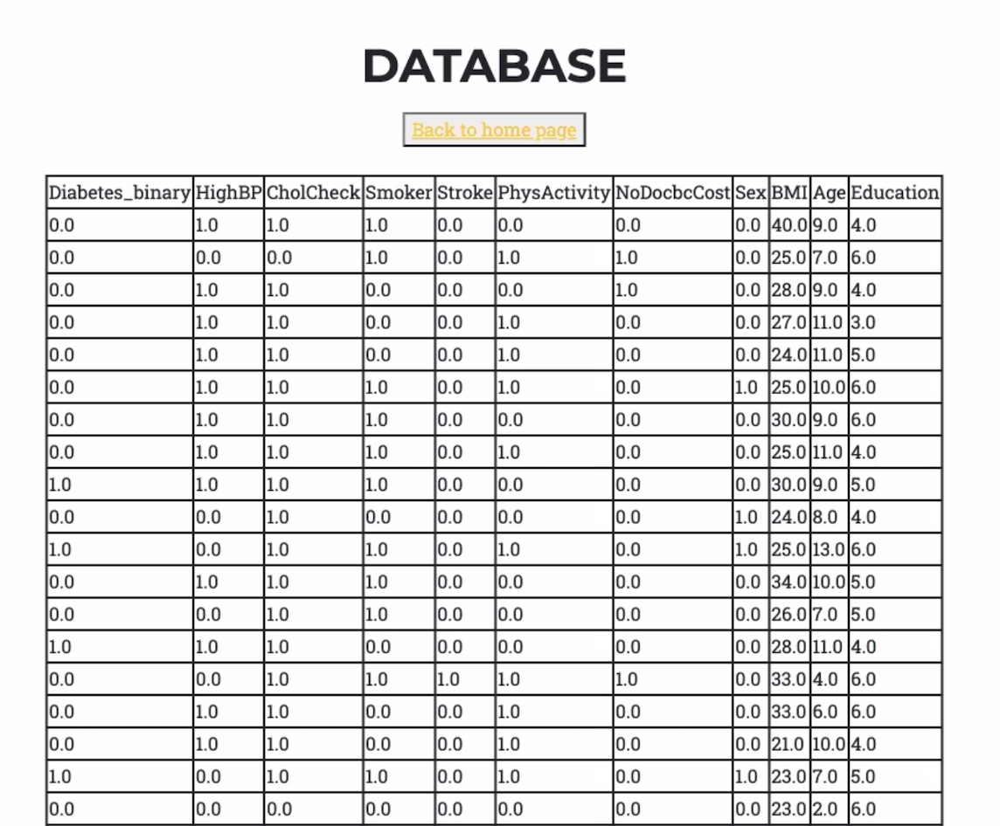 DATABASE
Back to home page
Diabetes_binary HighBP CholCheck Smoker Stroke PhysActivity NoDocbcCost Sex BMI Age Education
0.0 1.0 1.0 1.0 0.0 0.0 0.0 0.0 40.0 9.0 4.0
0.0 0.0 0.0 1.0 0.0 1.0 1.0 0.0 25.0 7.0 6.0
0.0 1.0 1.0 0.0 0.0 0.0 1.0 0.0 28.0 9.0 4.0
0.0 1.0 1.0 0.0 0.0 1.0 0.0 0.0 27.0 11.0 3.0
0.0 1.0 1.0 0.0 0.0 1.0 0.0 0.0 24.0 11.0 5.0
0.0 1.0 1.0 1.0 0.0 1.0 0.0 1.0 25.0 10.0 6.0
0.0 1.0 1.0 1.0 0.0 0.0 0.0 0.0 30.0 9.0 6.0
0.0 1.0 1.0 1.0 0.0 1.0 0.0 0.0 25.0 11.0 4.0
1.0 1.0 1.0 1.0 0.0 0.0 0.0 0.0 30.0 9.0 5.0
0.0 0.0 1.0 0.0 0.0 0.0 0.0 1.0 24.0 8.0 4.0
1.0 0.0 1.0 1.0 0.0 1.0 0.0 1.0 25.0 13.0 6.0
0.0 1.0 1.0 1.0 0.0 0.0 0.0 0.0 34.0 10.0 5.0
0.0 0.0 1.0 1.0 0.0 0.0 0.0 0.0 26.0 7.0 5.0
1.0 1.0 1.0 0.0 0.0 0.0 0.0 0.0 28.0 11.0 4.0
0.0 0.0 1.0 1.0 1.0 1.0 1.0 0.0 33.0 4.0 6.0
0.0 1.0 1.0 0.0 0.0 1.0 0.0 0.0 33.0 6.0 6.0
0.0 1.0 1.0 0.0 0.0 1.0 0.0 0.0 21.0 10.0 4.0
1.0 0.0 1.0 1.0 0.0 1.0 0.0 1.0 23.0 7.0 5.0
0.0 0.0 0.0 0.0 0.0 0.0 0.0 0.0 23.0 2.0 6.0